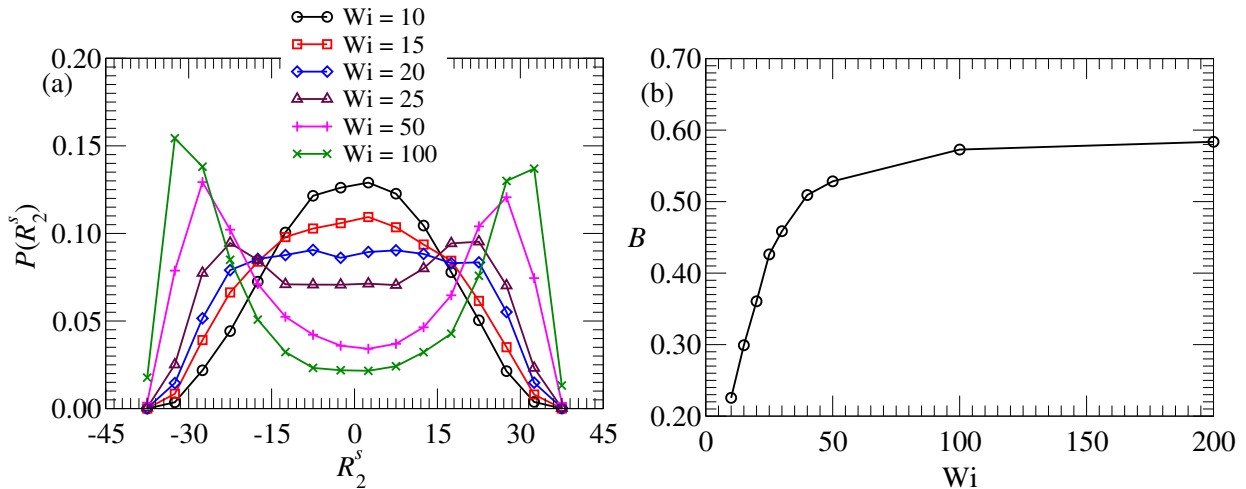 Wi = 10
Wi = 15
Wi = 20
Wi = 25
Wi = 50
Wi = 100
(a)
0.20
0.15
0.10
0.05
0.00
P(R₂ˢ)
-45 -30 -15 0 15 30 45
R₂ˢ
(b)
0.70
0.60
0.50
0.40
0.30
0.20
B
0 50 100 150 200
Wi